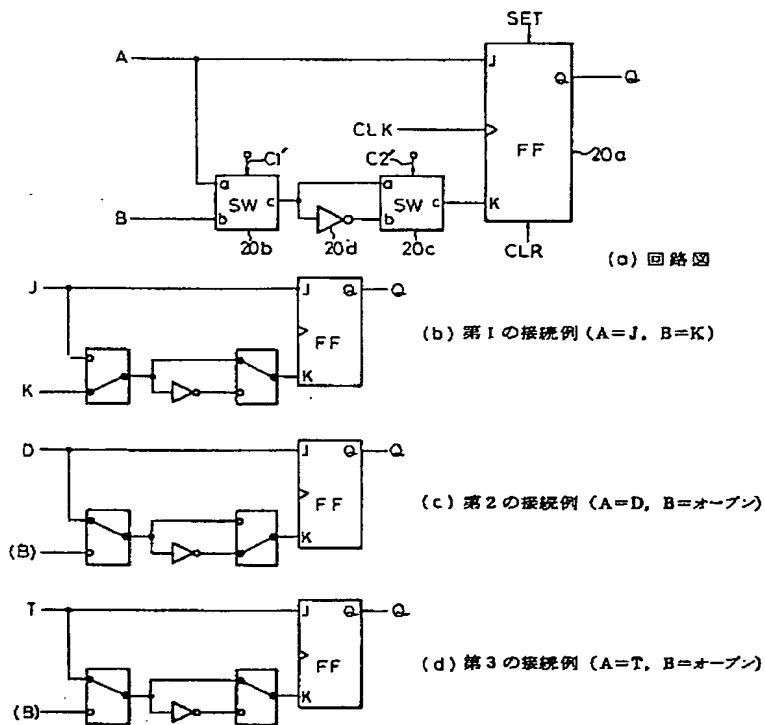 SET
A
J
Q
Q
CLK
FF
20a
C1'
C2'
a
SW
c
b
a
SW
c
b
K
B
20b
20d
20c
CLR
(a) 回路図
J
J
Q
Q
FF
K
K
(b) 第1の接続例 (A=J, B=K)
D
J
Q
Q
FF
(B)
K
(c) 第2の接続例 (A=D, B=オープン)
T
J
Q
Q
FF
(B)
K
(d) 第3の接続例 (A=T, B=オープン)